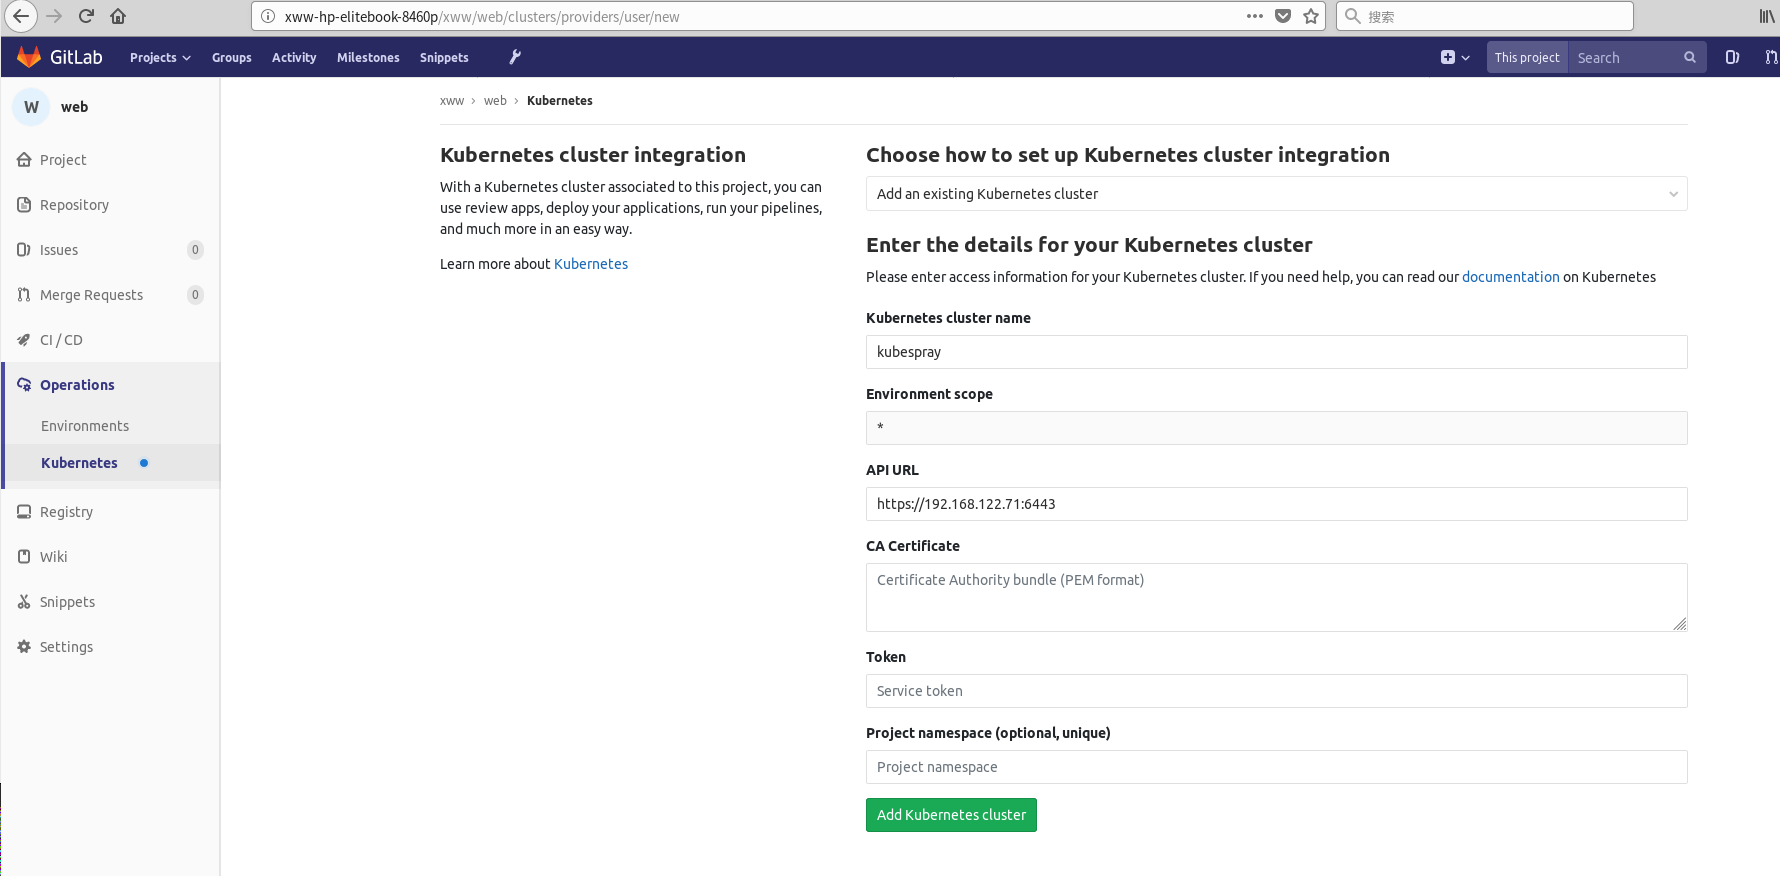 xww-hp-elitebook-8460p/xww/web/clusters/providers/user/new
搜索
GitLab Projects Groups Activity Milestones Snippets This project Search
W web
Project
Repository
Issues 0
Merge Requests 0
CI / CD
Operations
Environments
Kubernetes
Registry
Wiki
Snippets
Settings
xww › web › Kubernetes
Kubernetes cluster integration
With a Kubernetes cluster associated to this project, you can
use review apps, deploy your applications, run your pipelines,
and much more in an easy way.
Learn more about Kubernetes
Choose how to set up Kubernetes cluster integration
Add an existing Kubernetes cluster
Enter the details for your Kubernetes cluster
Please enter access information for your Kubernetes cluster. If you need help, you can read our documentation on Kubernetes
Kubernetes cluster name
kubespray
Environment scope
*
API URL
https://192.168.122.71:6443
CA Certificate
Certificate Authority bundle (PEM format)
Token
Service token
Project namespace (optional, unique)
Project namespace
Add Kubernetes cluster